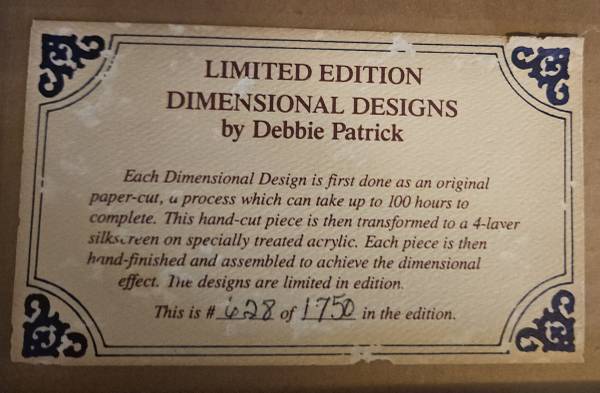 LIMITED EDITION
DIMENSIONAL DESIGNS
by Debbie Patrick
Each Dimensional Design is first done as an original
paper-cut, a process which can take up to 100 hours to
complete. This hand-cut piece is then transformed to a 4-layer
silkscreen on specially treated acrylic. Each piece is then
hand-finished and assembled to achieve the dimensional
effect. The designs are limited in edition.
This is # 628 of 1750 in the edition.